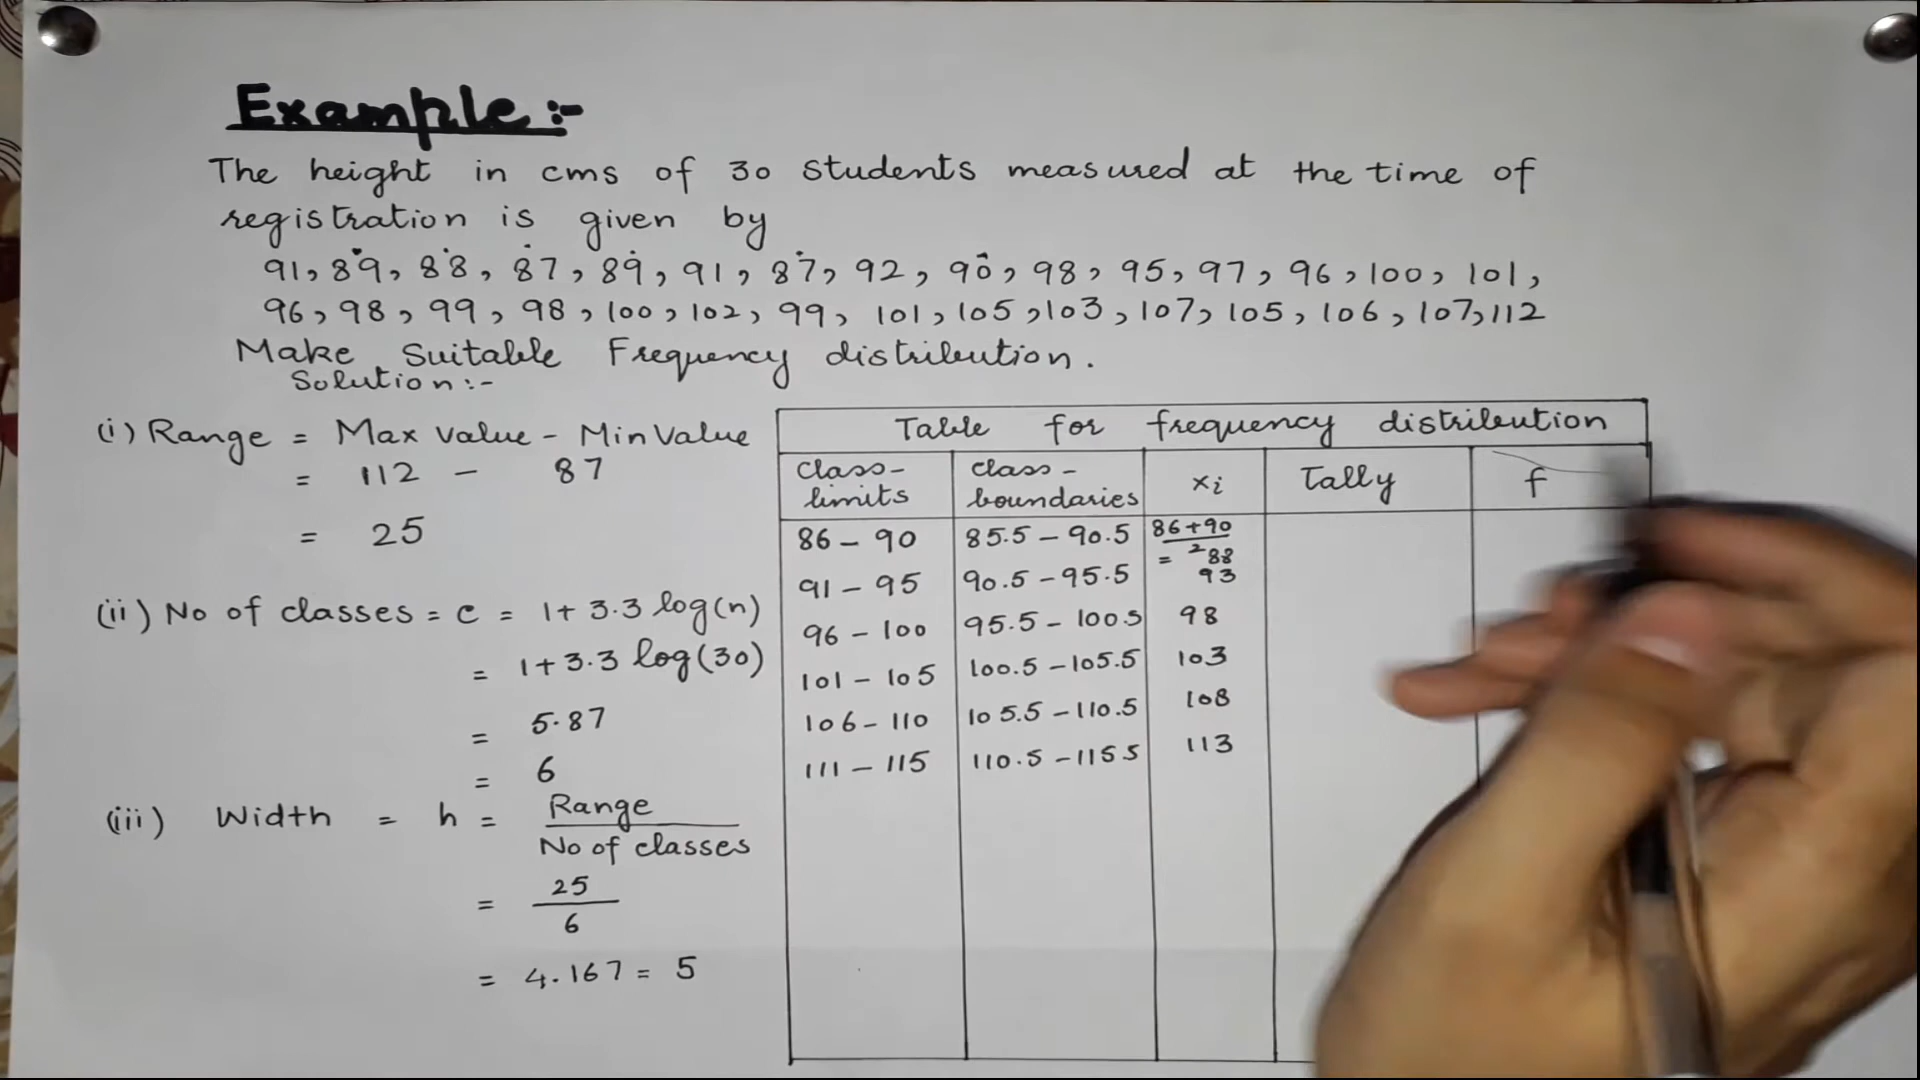 Example:-
The height in cms of 30 students measured at the time of
registration is given by
91, 89, 88, 87, 89, 91, 87, 92, 90, 98, 95, 97, 96, 100, 101,
96, 98, 99, 98, 100, 102, 99, 101, 105, 103, 107, 105, 106, 107, 112
Make Suitable Frequency distribution.
Solution:-
(i) Range = Max value - Min Value
= 112 - 87
= 25
(ii) No of classes = c = 1+3.3 log(n)
= 1+3.3 log(30)
= 5.87
= 6
(iii) Width = h = Range
No of classes
= 25
6
= 4.167 = 5
Table for frequency distribution
class-limits class-boundaries xi Tally f
86 - 90 85.5 - 90.5 86+90
2
= 88
91 - 95 90.5 - 95.5 93
96 - 100 95.5 - 100.5 98
101 - 105 100.5 - 105.5 103
106 - 110 105.5 - 110.5 108
111 - 115 110.5 - 115.5 113